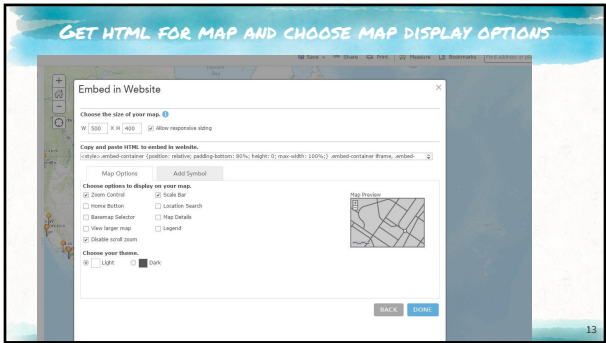 Get html for map and choose map display options
Save Share Print Measure Bookmarks Find address or
Embed in Website
Choose the size of your map.
W 500 X H 400 Allow responsive sizing
Copy and paste HTML to embed in website.
<style>.embed-container {position: relative; padding-bottom: 80%; height: 0; max-width: 100%;} .embed-container iframe, .embed-
Map Options Add Symbol
Choose options to display on your map.
Zoom Control Scale Bar Map Preview
Home Button Location Search
Basemap Selector Map Details
View larger map Legend
Disable scroll zoom
Choose your theme.
Light Dark
BACK DONE
13